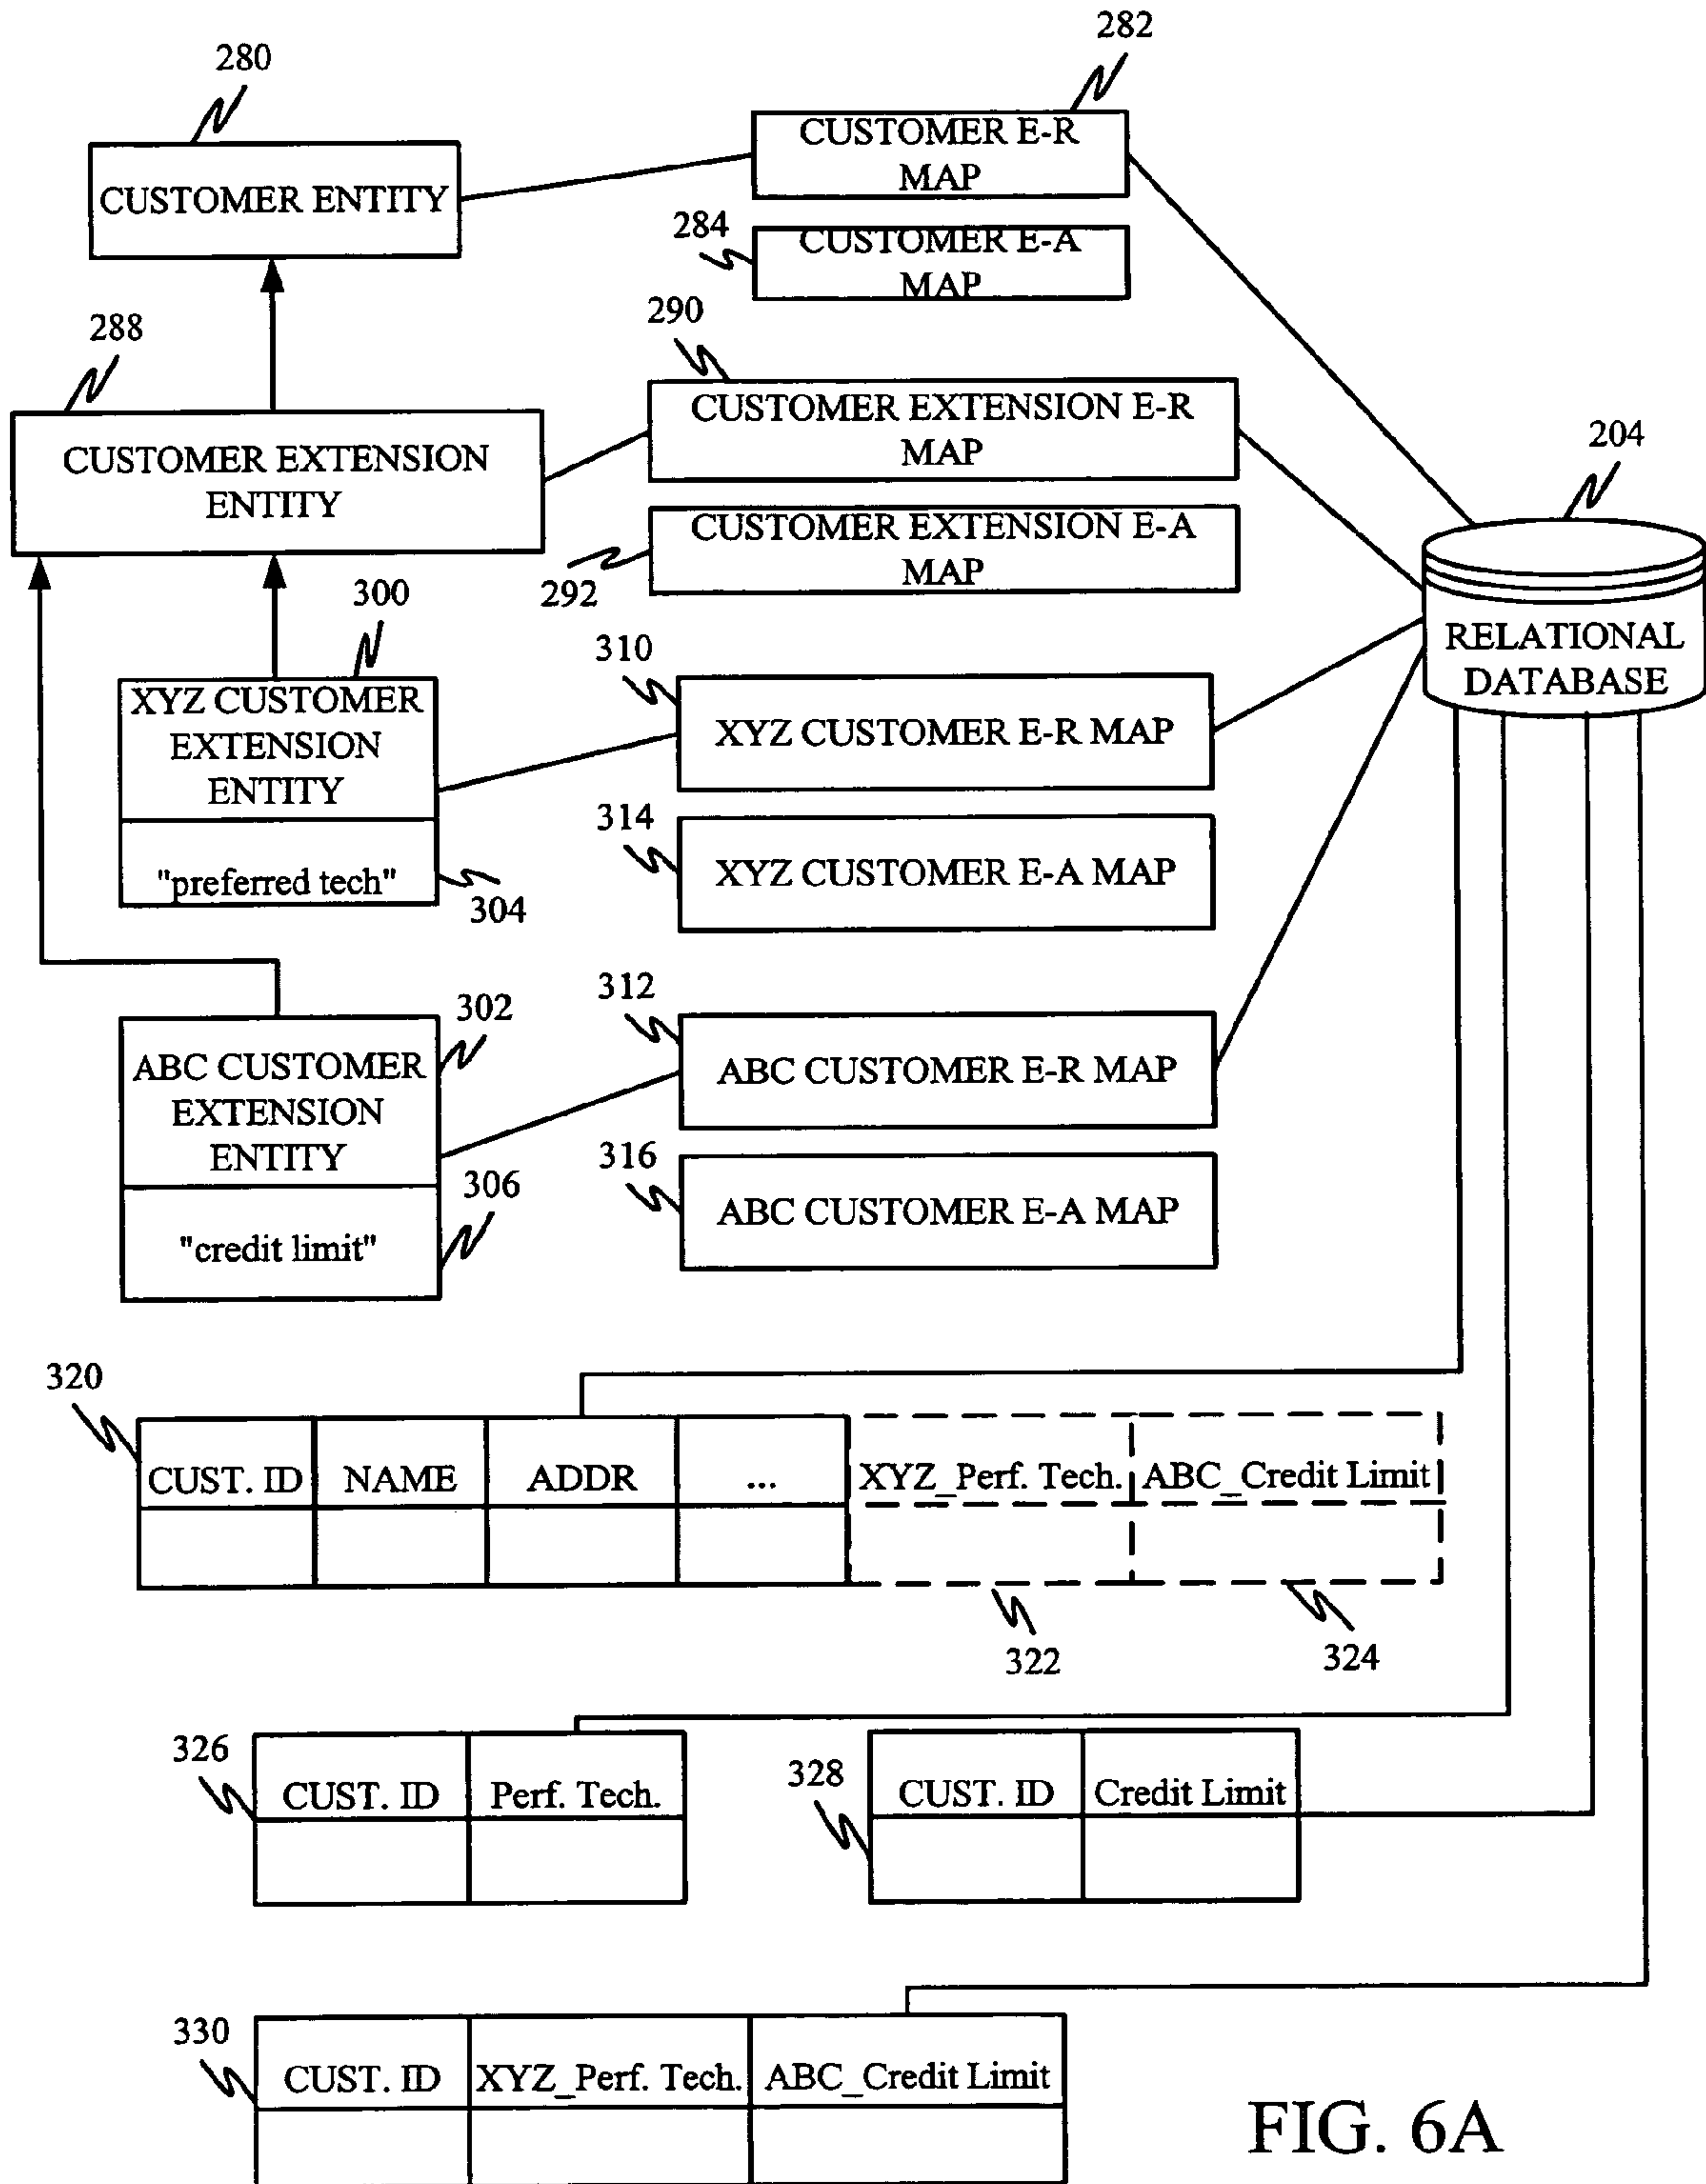 282
280
CUSTOMER E-R
MAP
CUSTOMER ENTITY
284
CUSTOMER E-A
MAP
290
288
CUSTOMER EXTENSION E-R
MAP
204
CUSTOMER EXTENSION
ENTITY
CUSTOMER EXTENSION E-A
MAP
292
300
RELATIONAL
DATABASE
310
XYZ CUSTOMER
EXTENSION
ENTITY
XYZ CUSTOMER E-R MAP
314
"preferred tech"
304
XYZ CUSTOMER E-A MAP
312
302
ABC CUSTOMER
EXTENSION
ENTITY
ABC CUSTOMER E-R MAP
316
306
ABC CUSTOMER E-A MAP
"credit limit"
320
CUST. ID NAME ADDR ... XYZ_Perf. Tech. ABC_Credit Limit
322
324
326
CUST. ID Perf. Tech.
328
CUST. ID Credit Limit
330
CUST. ID XYZ_Perf. Tech. ABC_Credit Limit
FIG. 6A